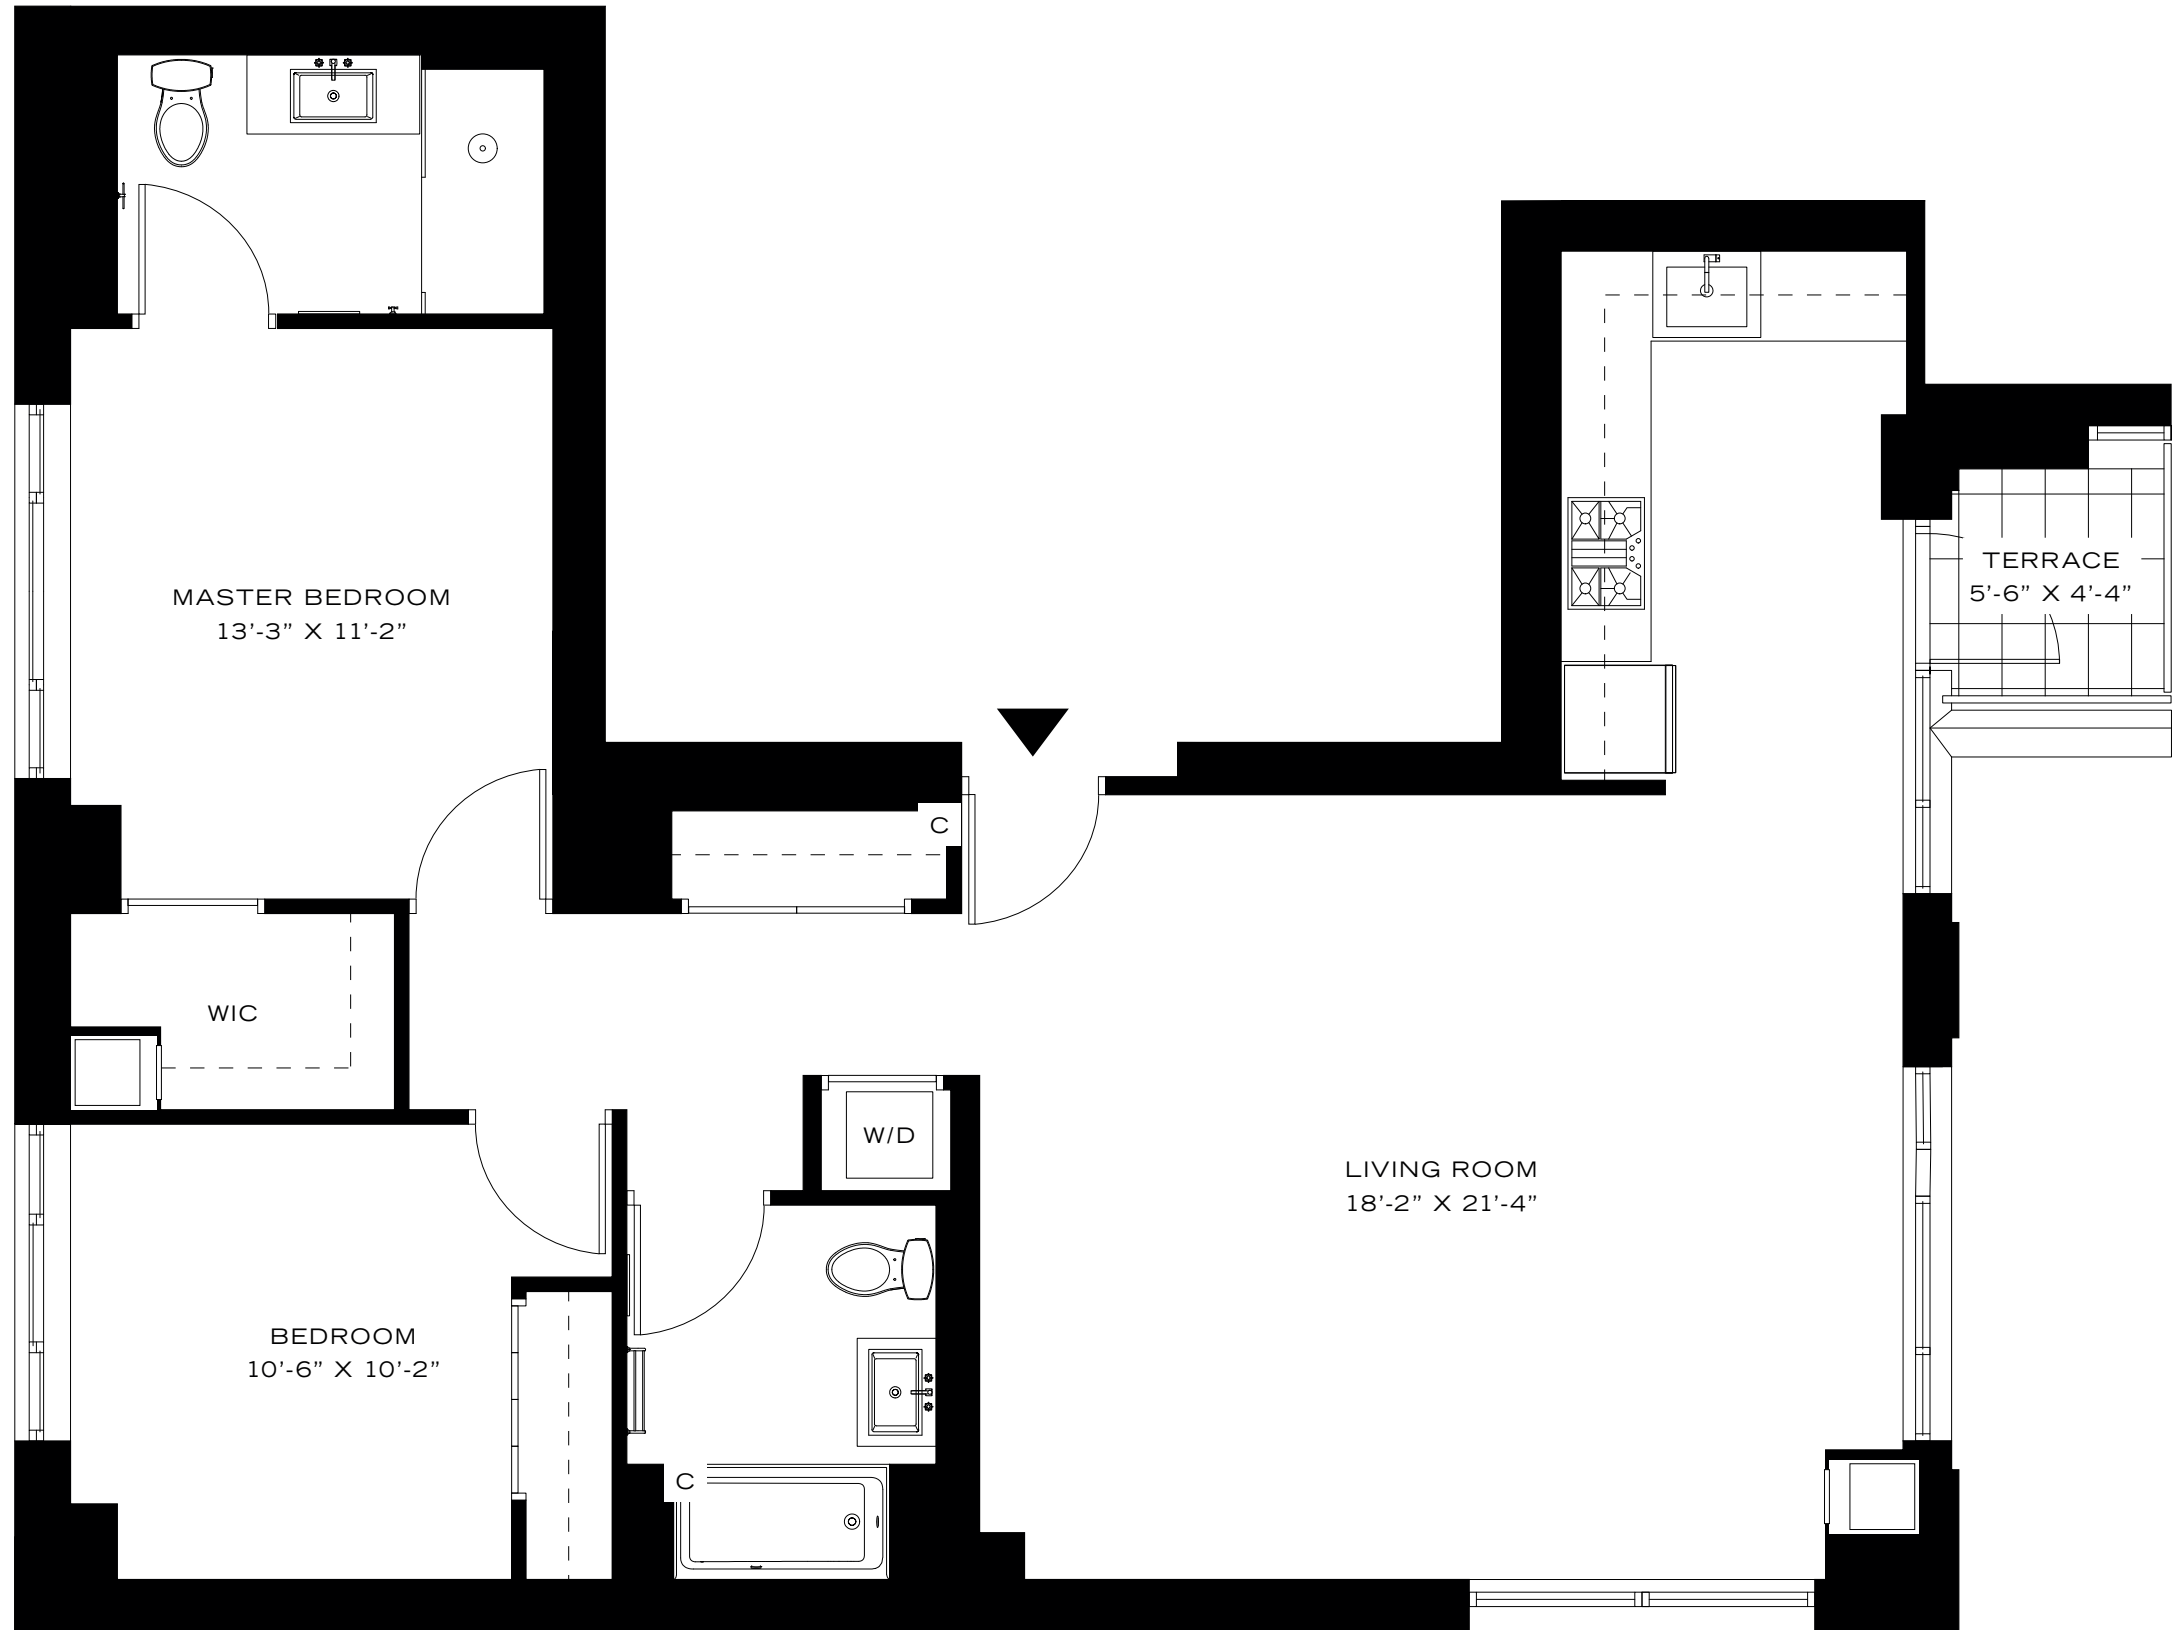 TERRACE
5'-6" X 4'-4"
MASTER BEDROOM
13'-3" X 11'-2"
C
WIC
W/D
LIVING ROOM
18'-2" X 21'-4"
BEDROOM
10'-6" X 10'-2"
C